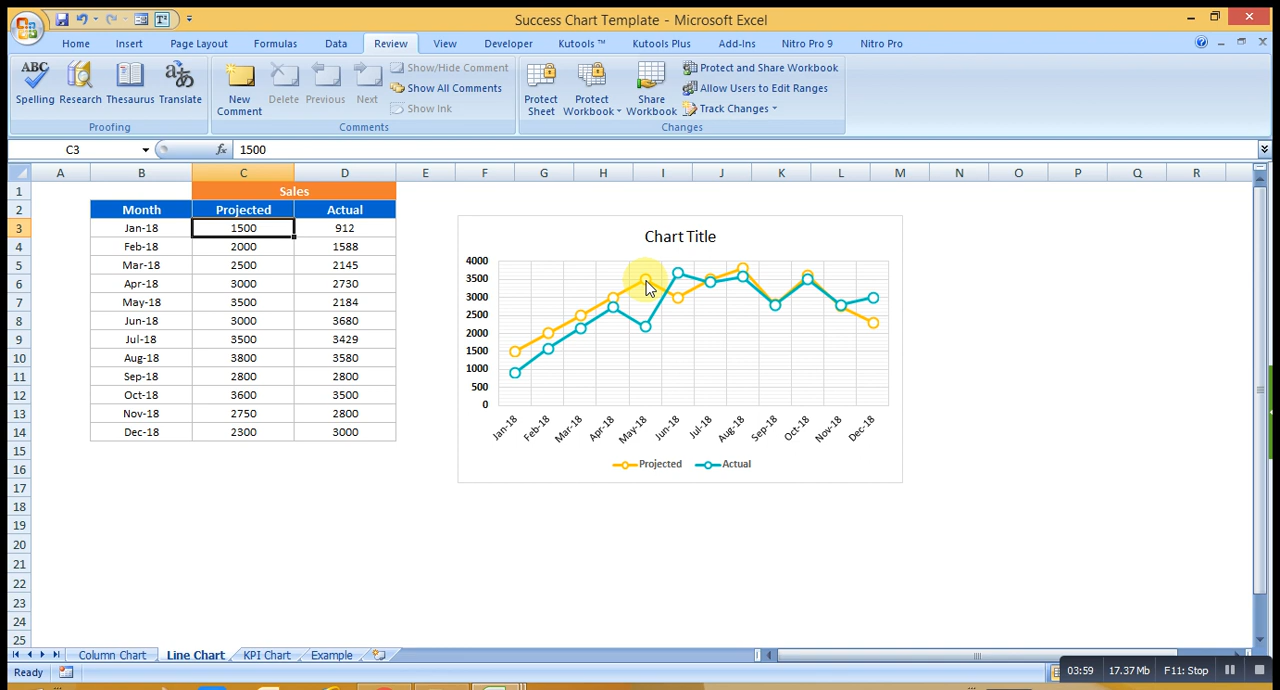 Success Chart Template - Microsoft Excel
Home Insert Page Layout Formulas Data Review View Developer Kutools ™ Kutools Plus Add-Ins Nitro Pro 9 Nitro Pro
ABC
Spelling Research Thesaurus Translate
Proofing
New Comment Delete Previous Next
Show/Hide Comment
Show All Comments
Show Ink
Comments
Protect Sheet Protect Workbook Share Workbook
Protect and Share Workbook
Allow Users to Edit Ranges
Track Changes
Changes
C3 fx 1500
A B C D E F G H I J K L M N O P Q R
1 Sales
2 Month Projected Actual
3 Jan-18 1500 912
4 Feb-18 2000 1588
5 Mar-18 2500 2145
6 Apr-18 3000 2730
7 May-18 3500 2184
8 Jun-18 3000 3680
9 Jul-18 3500 3429
10 Aug-18 3800 3580
11 Sep-18 2800 2800
12 Oct-18 3600 3500
13 Nov-18 2750 2800
14 Dec-18 2300 3000
15
16
17
18
19
20
21
22
23
24
25
Chart Title
4000
3500
3000
2500
2000
1500
1000
500
0
Jan-18 Feb-18 Mar-18 Apr-18 May-18 Jun-18 Jul-18 Aug-18 Sep-18 Oct-18 Nov-18 Dec-18
Projected Actual
Column Chart Line Chart KPI Chart Example
Ready
03:59 17.37 Mb F11: Stop